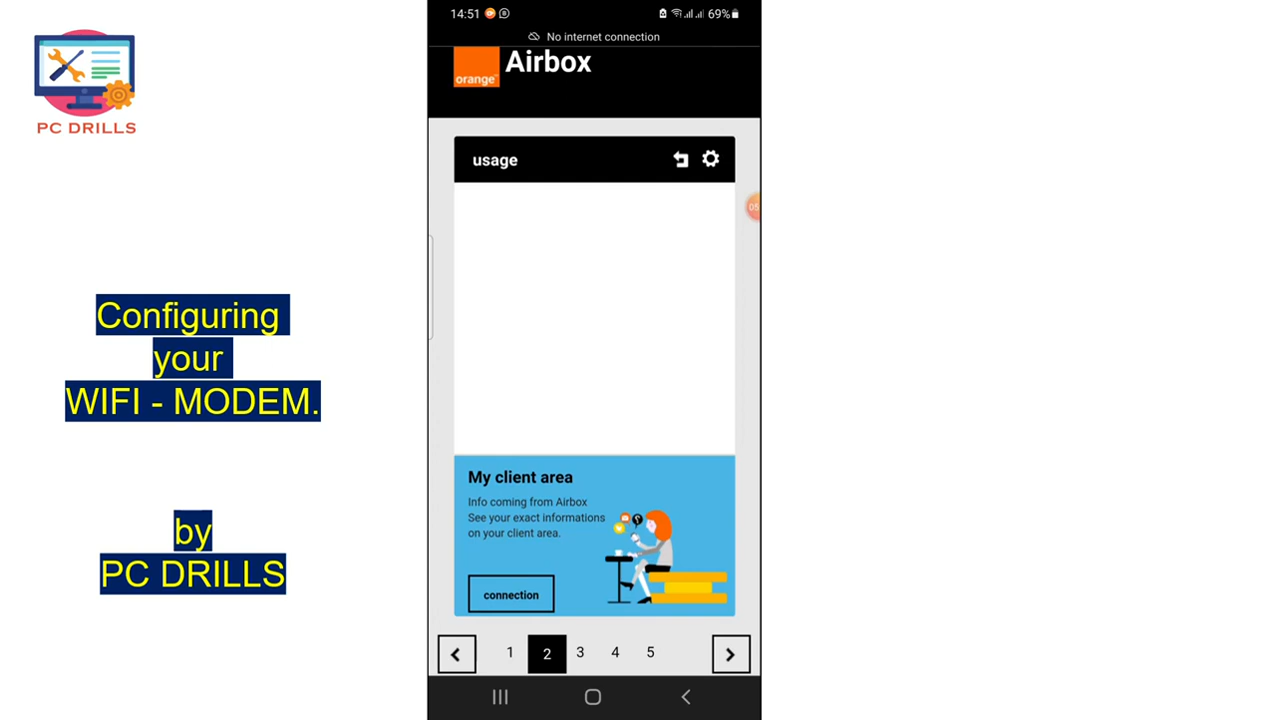 PC DRILLS
Configuring
your
WIFI - MODEM.
by
PC DRILLS
14:51
69%
No internet connection
orange™
Airbox
usage
My client area
Info coming from Airbox
See your exact informations
on your client area.
connection
1 2 3 4 5